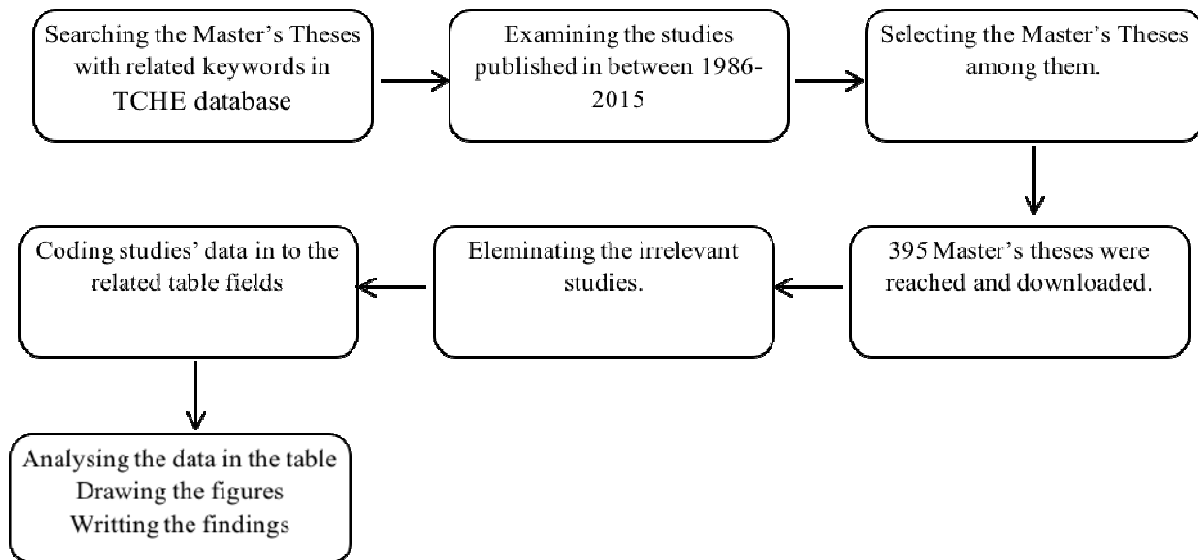 Searching the Master's Theses
with related keywords in
TCHE database
Examining the studies
published in between 1986-
2015
Selecting the Master's Theses
among them.
395 Master's theses were
reached and downloaded.
Eleminating the irrelevant
studies.
Coding studies' data in to the
related table fields
Analysing the data in the table
Drawing the figures
Writting the findings